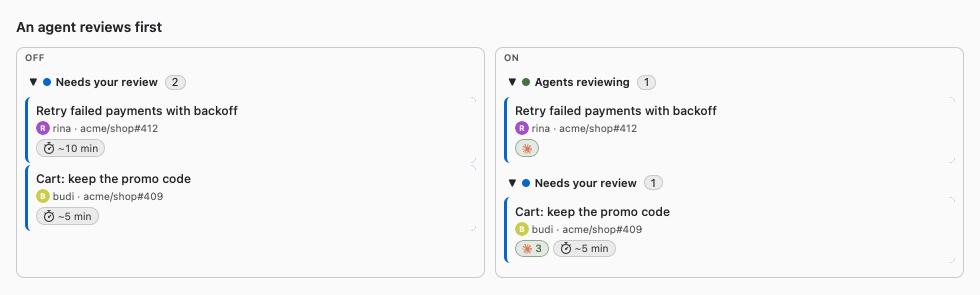 An agent reviews first
OFF
Needs your review 2
Retry failed payments with backoff
R rina · acme/shop#412
~10 min
Cart: keep the promo code
B budi · acme/shop#409
~5 min
ON
Agents reviewing 1
Retry failed payments with backoff
R rina · acme/shop#412
Needs your review 1
Cart: keep the promo code
B budi · acme/shop#409
3 ~5 min